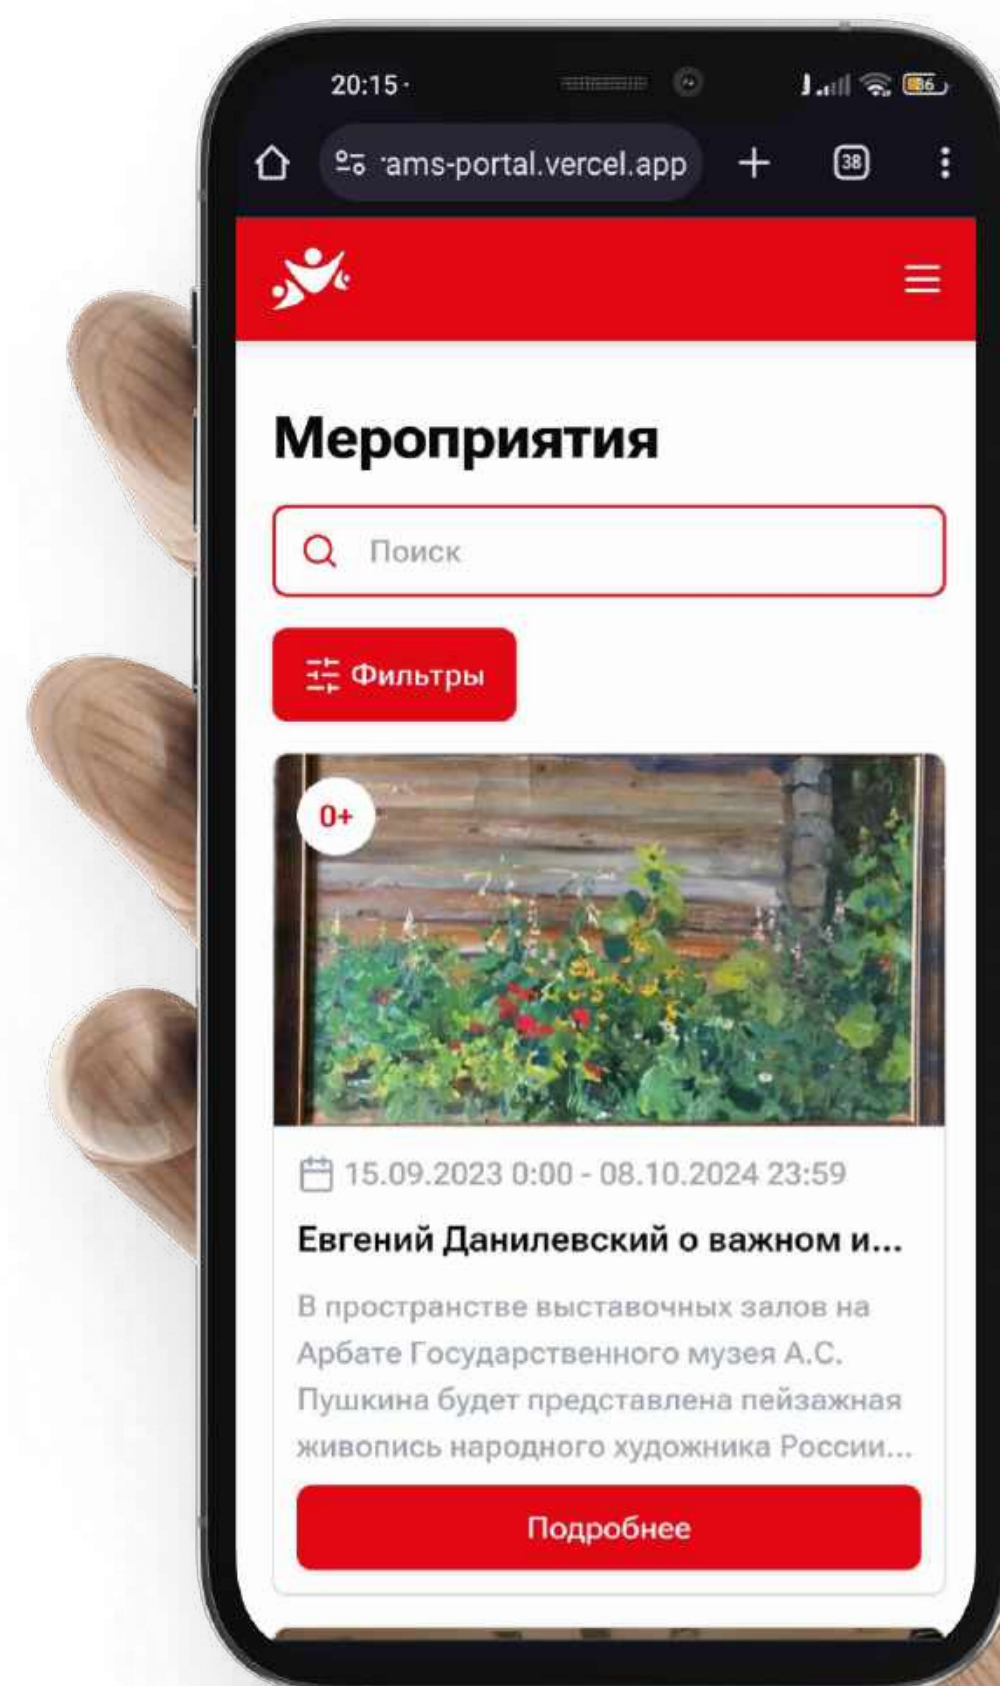 20:15
36
ams-portal.vercel.app
38
Мероприятия
Поиск
Фильтры
0+
15.09.2023 0:00 - 08.10.2024 23:59
Евгений Данилевский о важном и...
В пространстве выставочных залов на
Арбате Государственного музея А.С.
Пушкина будет представлена пейзажная
живопись народного художника России...
Подробнее